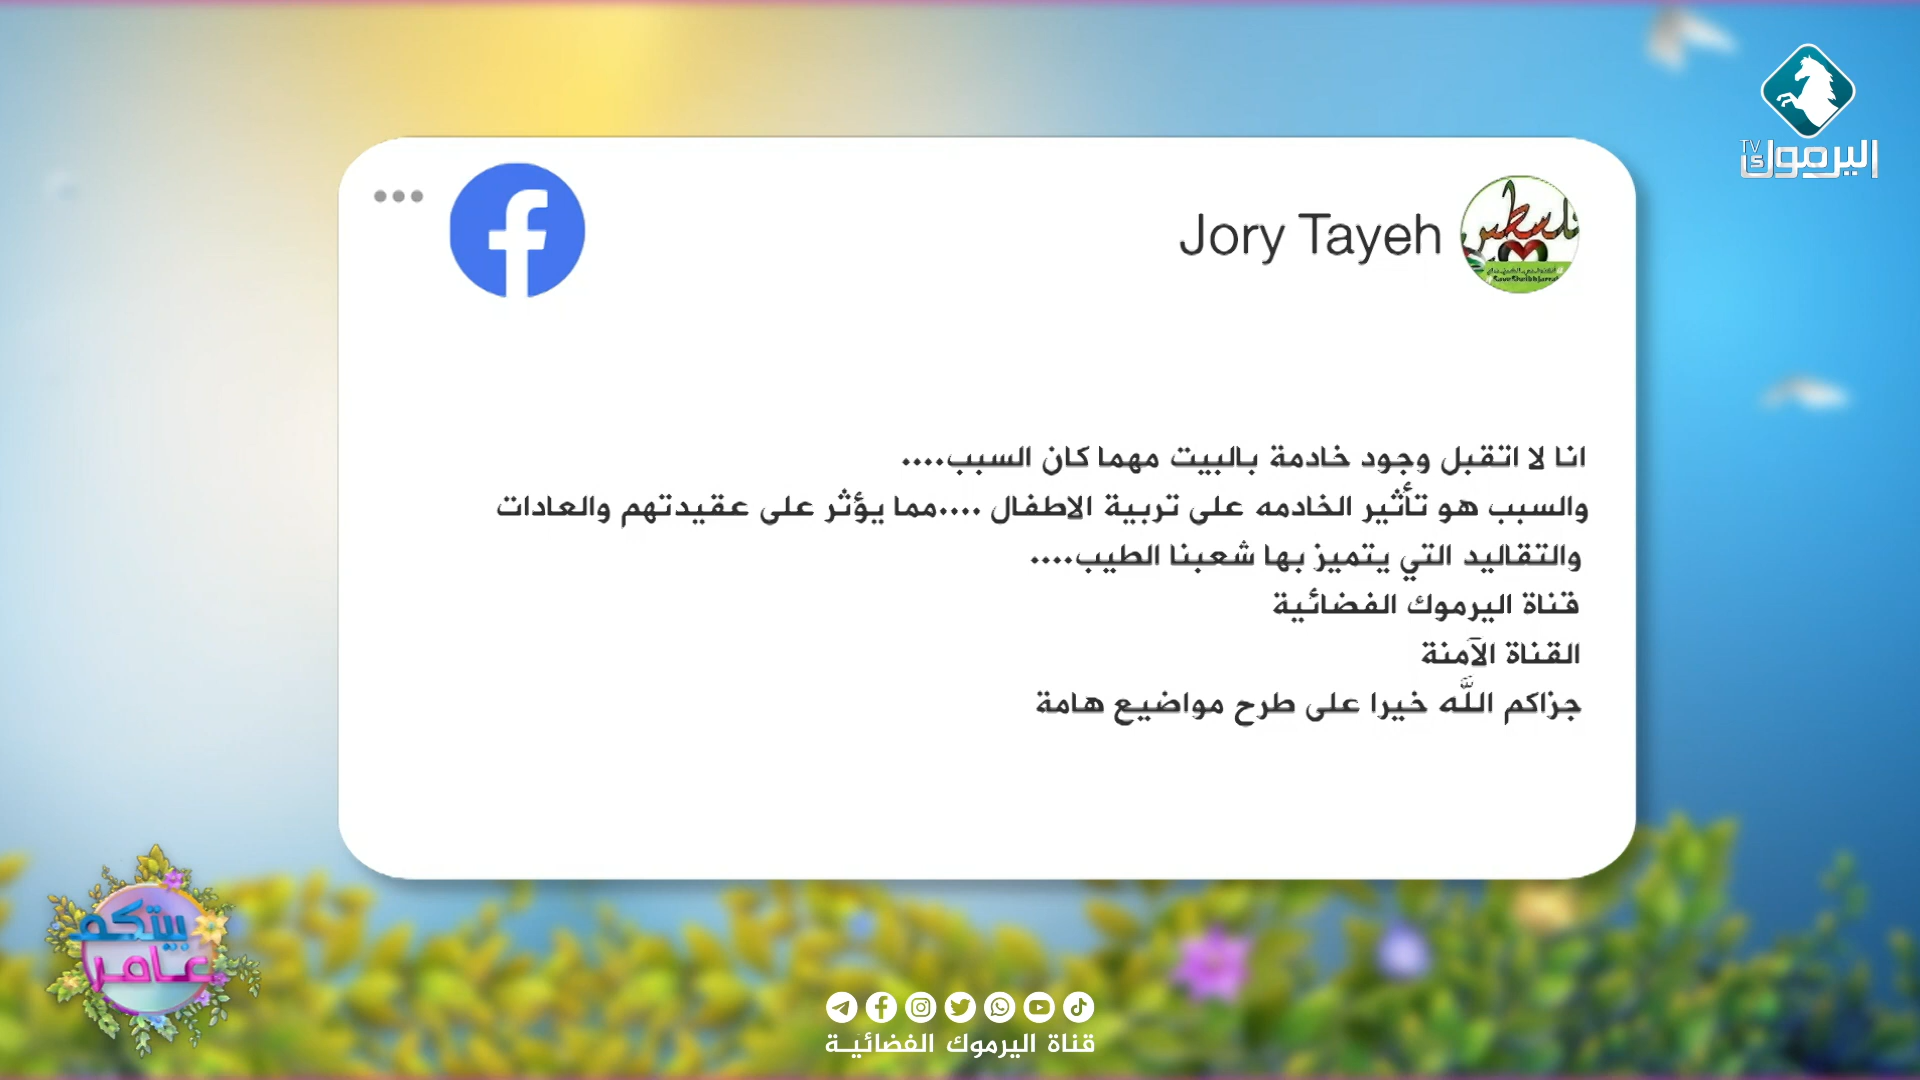 اليرموك
TV
Jory Tayeh
فلسطين
انا لا اتقبل وجود خادمة بالبيت مهما كان السبب....
والسبب هو تأثير الخادمه على تربية الاطفال ....مما يؤثر على عقيدتهم والعادات
والتقاليد التي يتميز بها شعبنا الطيب....
قناة اليرموك الفضائية
القناة الآمنة
جزاكم اللَّه خيرا على طرح مواضيع هامة
بيتكم
عامر
قناة اليرموك الفضائيـة